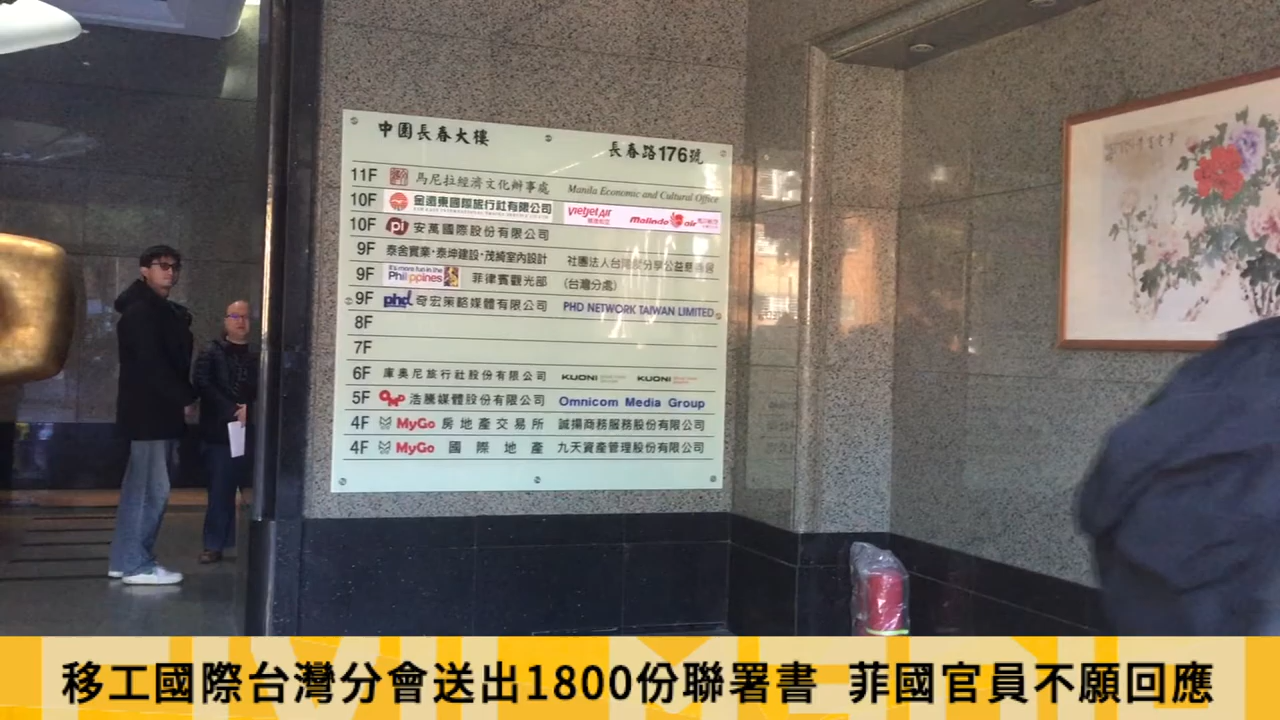 中園長春大樓
長春路176號
11F 馬尼拉經濟文化辦事處 Manila Economic and Cultural Office
10F 金遠東國際旅行社有限公司 Vietjet Air malindo air
10F pi 安萬國際股份有限公司
9F 泰舍實業·泰坤建設·茂綺室內設計 社團法人台灣
9F It's more fun in the Philippines 菲律賓觀光部 (台灣分處)
9F phd 奇宏策略媒體有限公司 PHD NETWORK TAIWAN LIMITED
8F
7F
6F 庫奧尼旅行社股份有限公司 KUONI KUONI
5F 浩騰媒體股份有限公司 Omnicom Media Group
4F MyGo 房地產交易所 誠揚商務服務股份有限公司
4F MyGo 國際地產 九天資產管理股份有限公司
移工國際台灣分會送出1800份聯署書 菲國官員不願回應